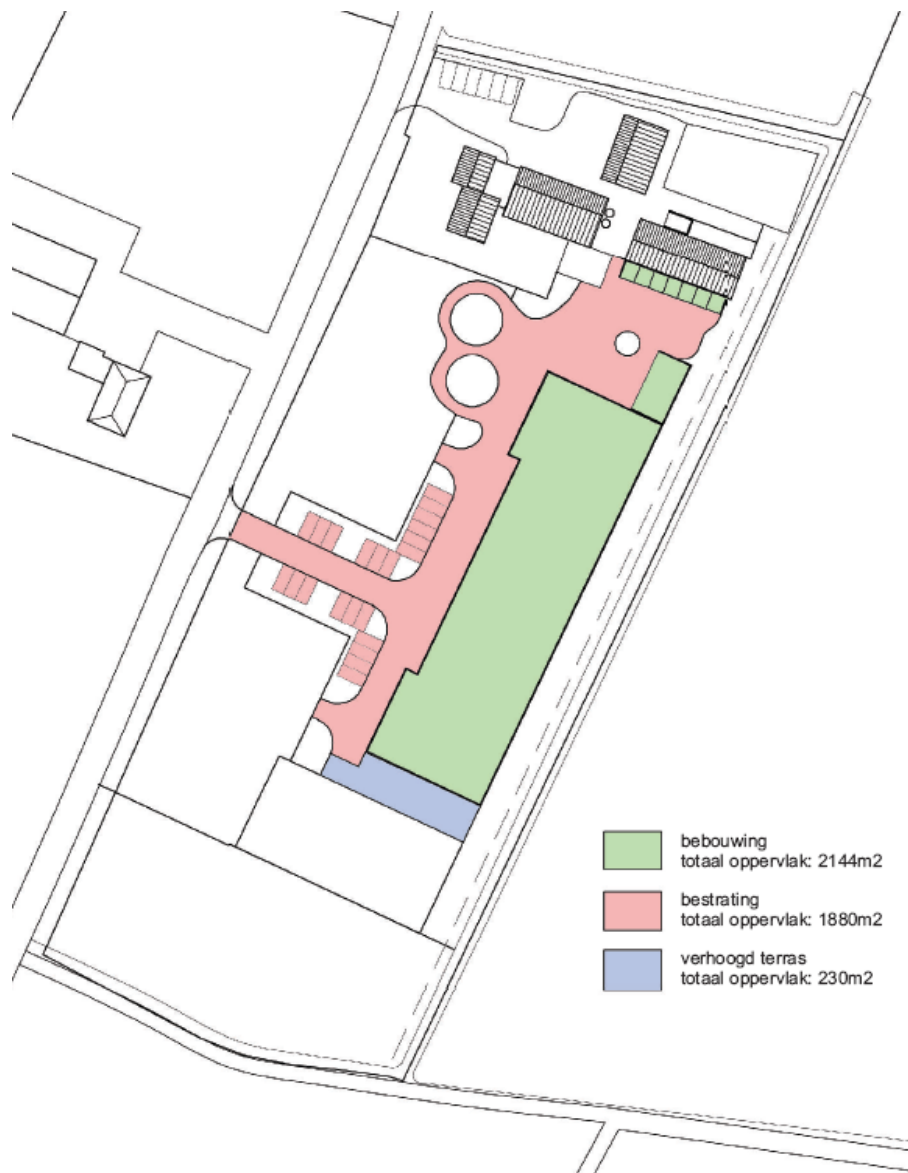 bebouwing
totaal oppervlak: 2144m2
bestrating
totaal oppervlak: 1880m2
verhoogd terras
totaal oppervlak: 230m2